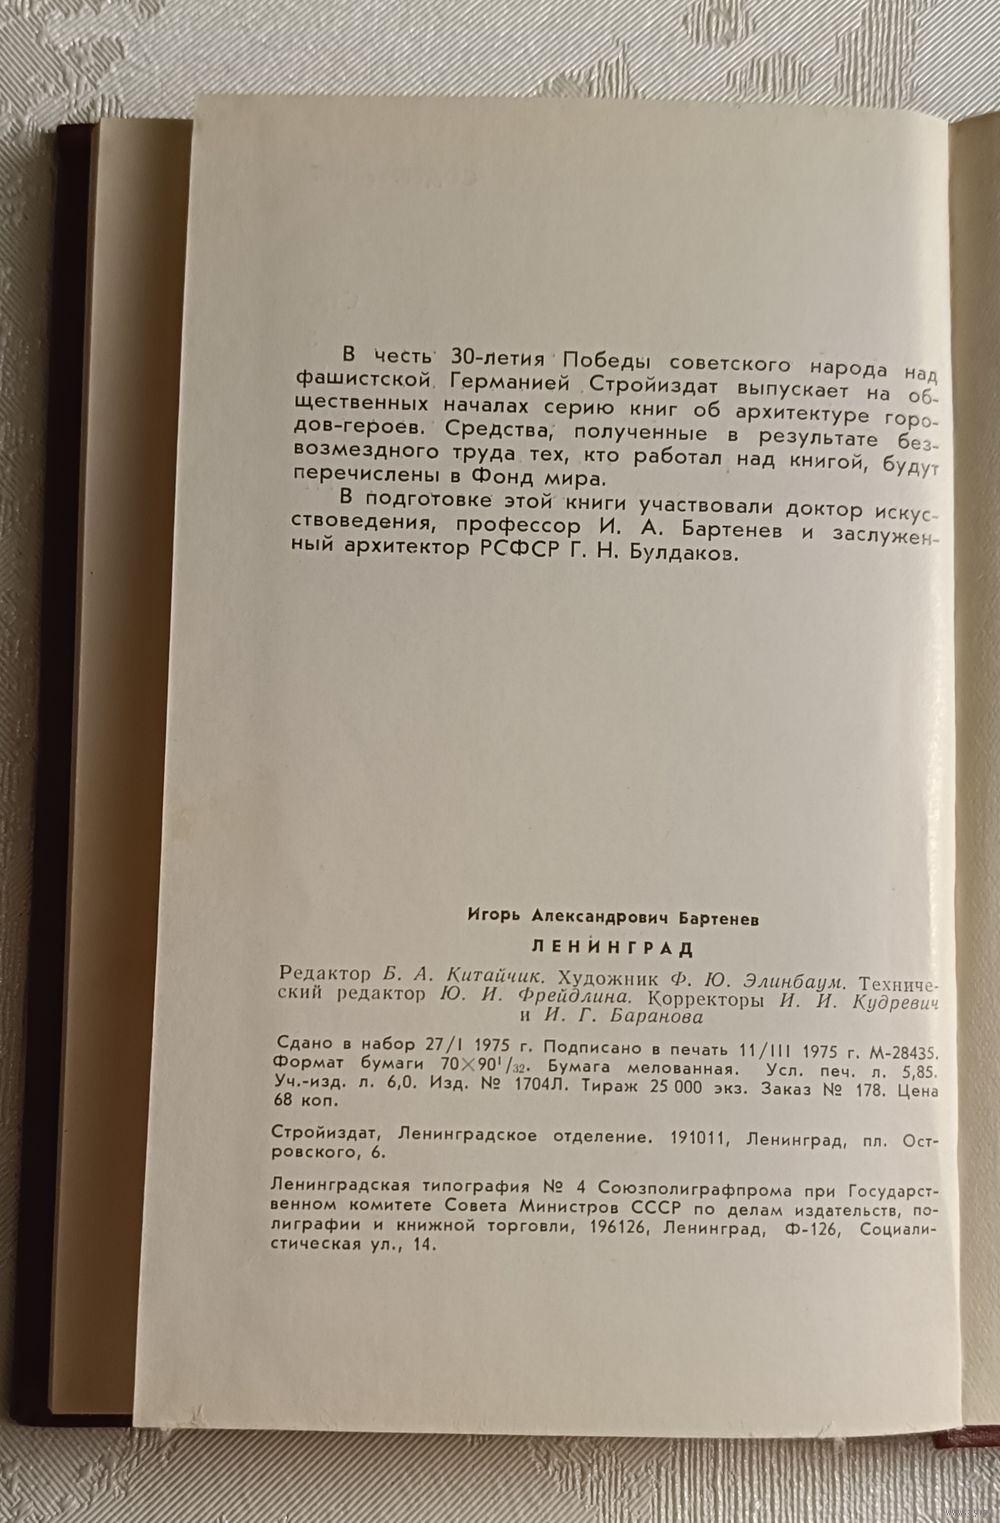 В честь 30-летия Победы советского народа над
фашистской Германией Стройиздат выпускает на об-
щественных началах серию книг об архитектуре горо-
дов-героев. Средства, полученные в результате без-
возмездного труда тех, кто работал над книгой, будут
перечислены в Фонд мира.
В подготовке этой книги участвовали доктор искус-
ствоведения, профессор И. А. Бартенев и заслужен-
ный архитектор РСФСР Г. Н. Булдаков.
Игорь Александрович Бартенев
ЛЕНИНГРАД
Редактор Б. А. Китайчик. Художник Ф. Ю. Элинбаум. Техниче-
ский редактор Ю. И. Фрейдлина. Корректоры И. И. Кудревич
и И. Г. Баранова
Сдано в набор 27/I 1975 г. Подписано в печать 11/III 1975 г. М-28435.
Формат бумаги 70×90¹/₃₂. Бумага мелованная. Усл. печ. л. 5,85.
Уч.-изд. л. 6,0. Изд. № 1704Л. Тираж 25 000 экз. Заказ № 178. Цена
68 коп.
Стройиздат, Ленинградское отделение. 191011, Ленинград, пл. Ост-
ровского, 6.
Ленинградская типография № 4 Союзполиграфпрома при Государст-
венном комитете Совета Министров СССР по делам издательств, по-
лиграфии и книжной торговли, 196126, Ленинград, Ф-126, Социали-
стическая ул., 14.